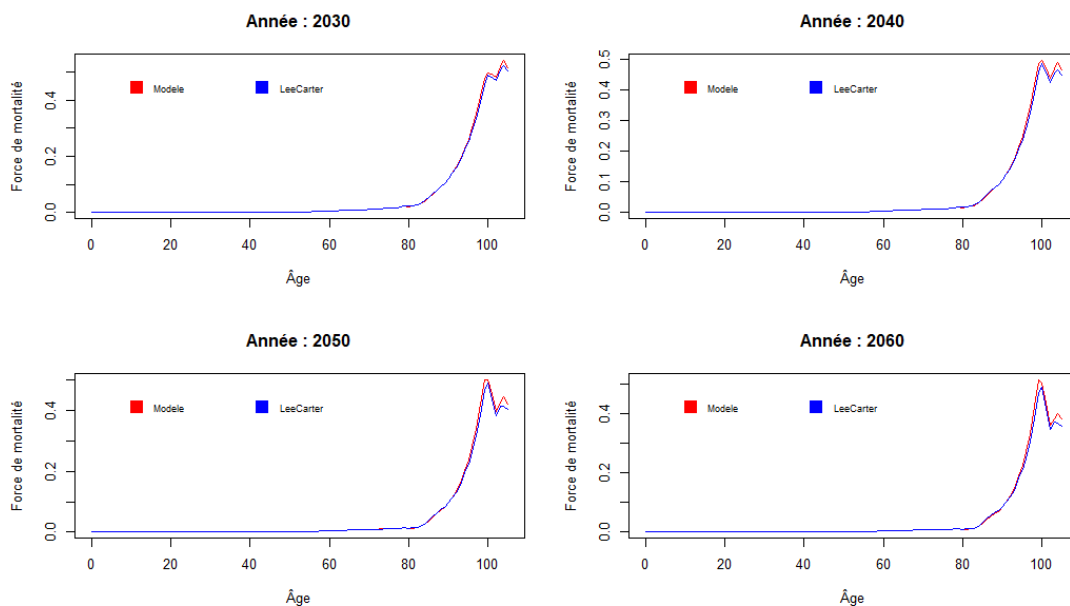 Année : 2030
Force de mortalité
0.0 0.2 0.4
Modele LeeCarter
0 20 40 60 80 100
Âge
Année : 2040
Force de mortalité
0.0 0.1 0.2 0.3 0.4 0.5
Modele LeeCarter
0 20 40 60 80 100
Âge
Année : 2050
Force de mortalité
0.0 0.2 0.4
Modele LeeCarter
0 20 40 60 80 100
Âge
Année : 2060
Force de mortalité
0.0 0.2 0.4
Modele LeeCarter
0 20 40 60 80 100
Âge